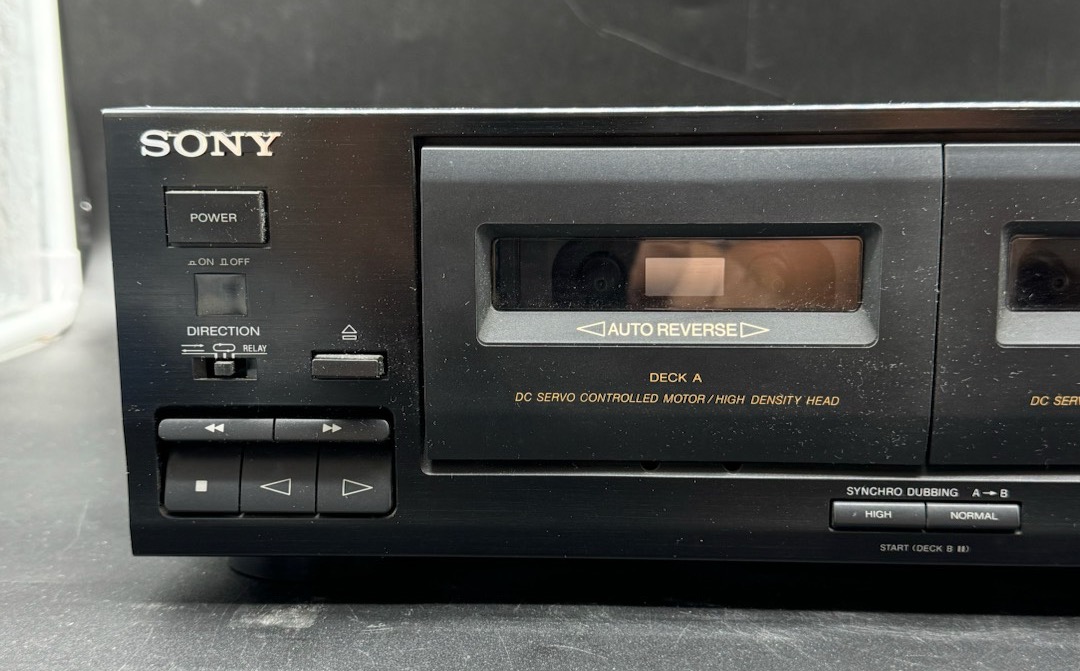 SONY
POWER
ON OFF
DIRECTION
RELAY
◁AUTO REVERSE▷
DECK A
DC SERVO CONTROLLED MOTOR / HIGH DENSITY HEAD
DC SER
SYNCHRO DUBBING A→B
HIGH NORMAL
START (DECK B ▮▮)